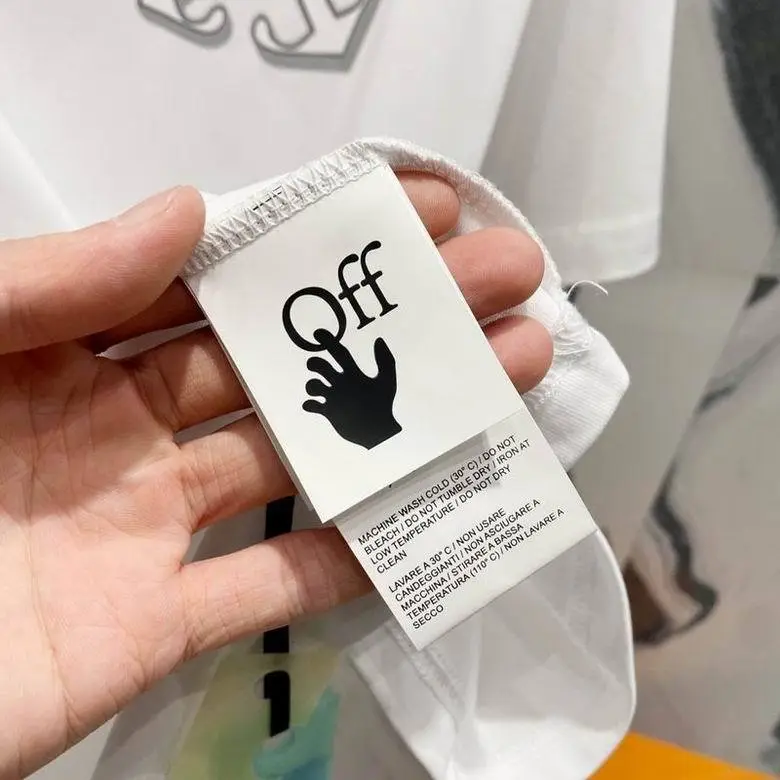 Off
MACHINE WASH COLD (30° C) / DO NOT
BLEACH / DO NOT TUMBLE DRY / IRON AT
LOW TEMPERATURE / DO NOT DRY
CLEAN
LAVARE A 30° C / NON USARE
CANDEGGIANTI / NON ASCIUGARE A
MACCHINA / STIRARE A BASSA
TEMPERATURA (110° C) / NON LAVARE A
SECCO